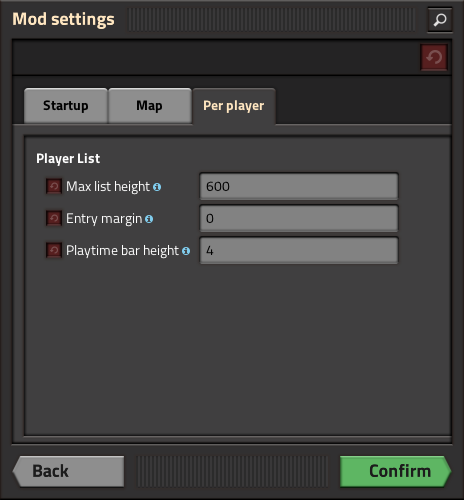 Mod settings
Startup Map Per player
Player List
Max list height 600
Entry margin 0
Playtime bar height 4
Back Confirm